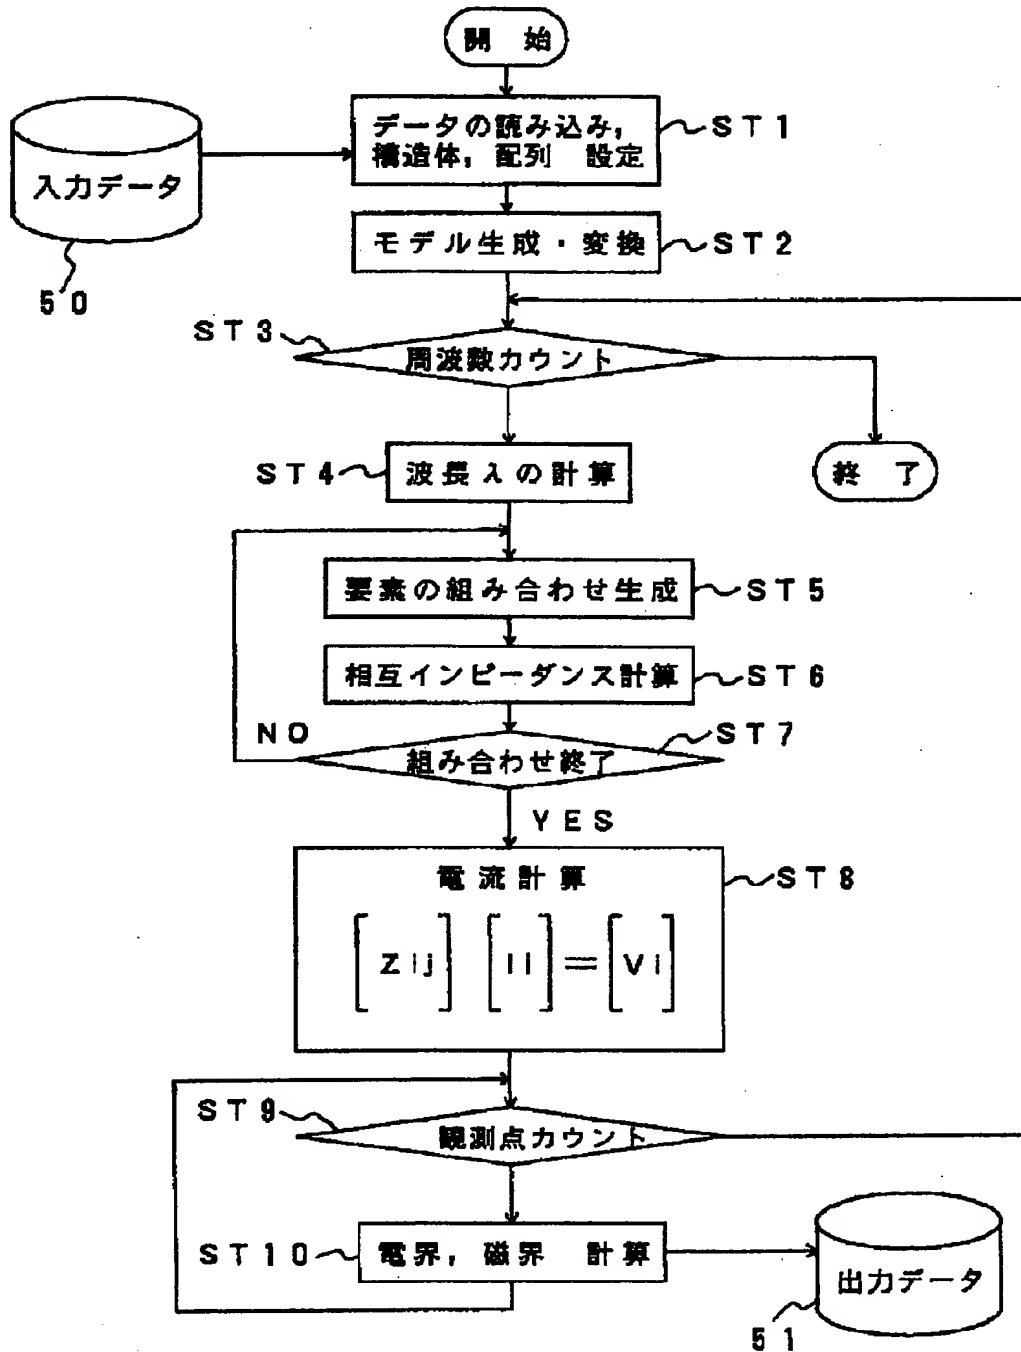 開 始
データの読み込み,
構造体, 配列 設定
ST1
入力データ
50
モデル生成・変換
ST2
ST3
周波数カウント
終 了
ST4
波長λの計算
要素の組み合わせ生成
ST5
相互インピーダンス計算
ST6
NO
組み合わせ終了
ST7
YES
電流計算
ST8
[Zij] [Ii]=[Vi]
ST9
観測点カウント
ST10
電界, 磁界 計算
出力データ
51